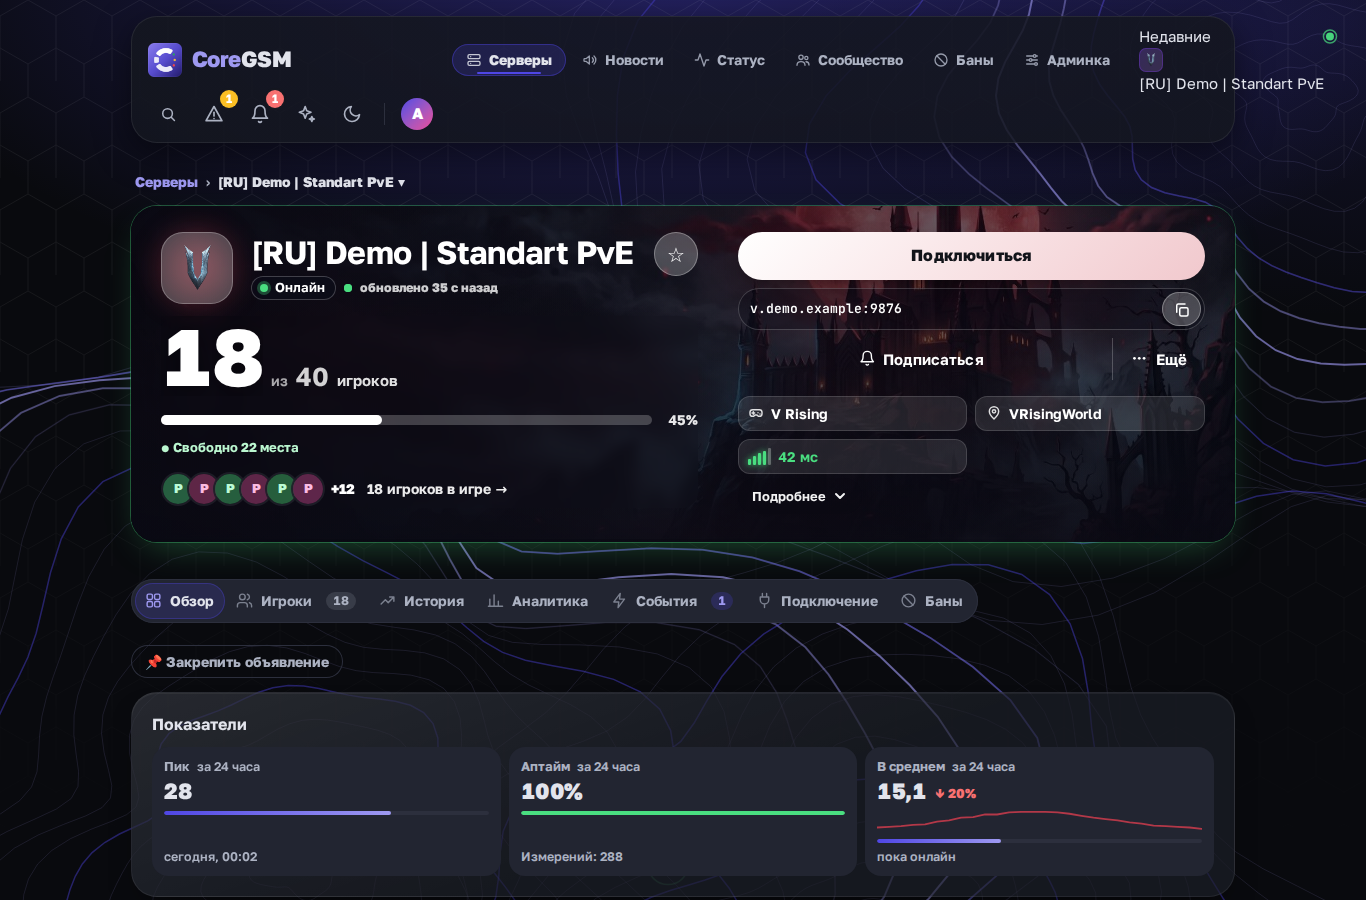 CoreGSM
Серверы
Новости
Статус
Сообщество
Баны
Админка
Недавние
[RU] Demo | Standart PvE
1
1
A
Серверы › [RU] Demo | Standart PvE ▾
[RU] Demo | Standart PvE
Онлайн
обновлено 35 с назад
18 из 40 игроков
45%
Свободно 22 места
P P P P P P +12 18 игроков в игре →
Подключиться
v.demo.example:9876
Подписаться
Ещё
V Rising
VRisingWorld
42 мс
Подробнее
Обзор
Игроки 18
История
Аналитика
События 1
Подключение
Баны
📌 Закрепить объявление
Показатели
Пик за 24 часа
28
сегодня, 00:02
Аптайм за 24 часа
100%
Измерений: 288
В среднем за 24 часа
15,1 ↓ 20%
пока онлайн